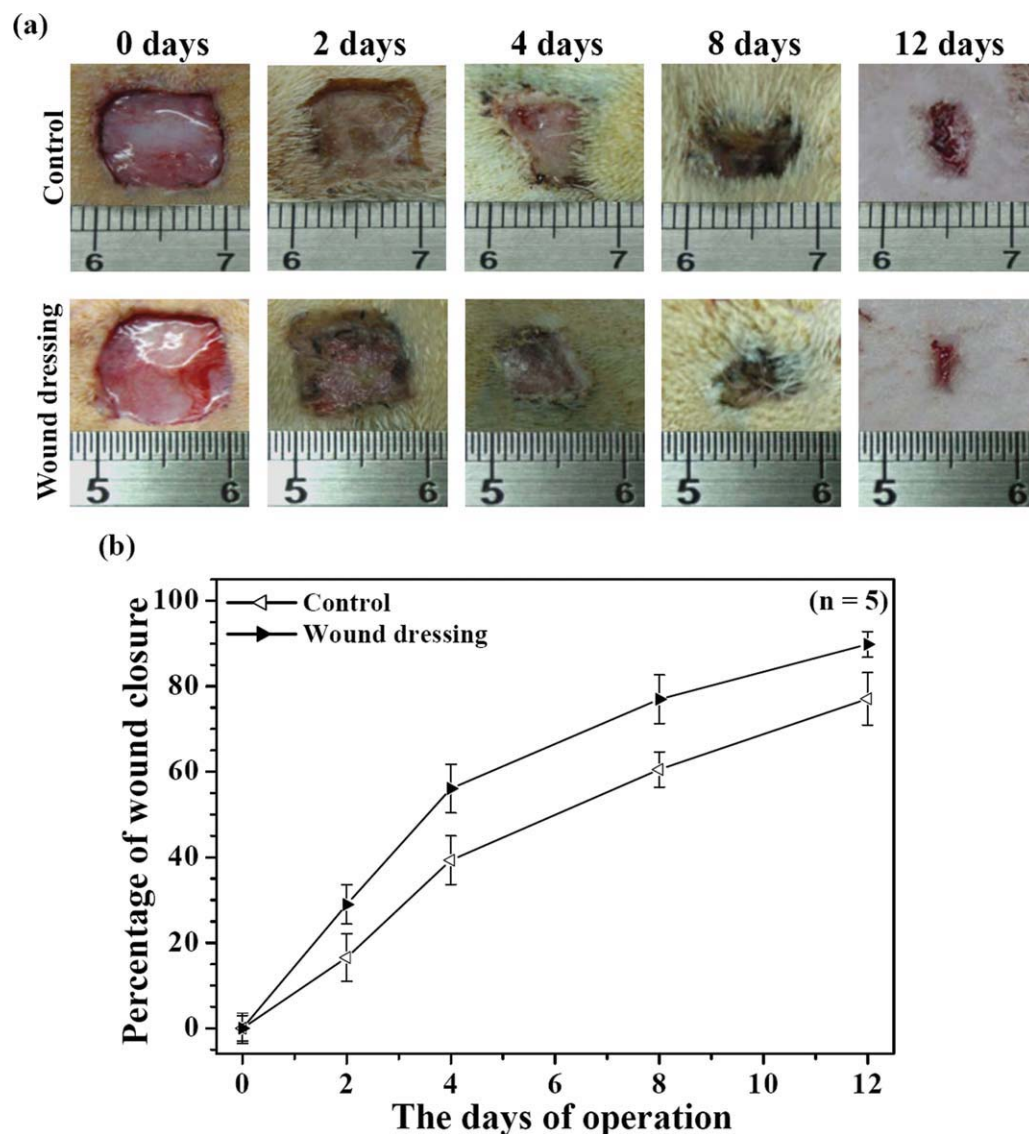 (a)
0 days 2 days 4 days 8 days 12 days
Control
6 7 6 7 6 7 6 7 6 7
Wound dressing
5 6 5 6 5 6 5 6 5 6
(b)
Control
Wound dressing
(n = 5)
Percentage of wound closure
100
80
60
40
20
0
0 2 4 6 8 10 12
The days of operation